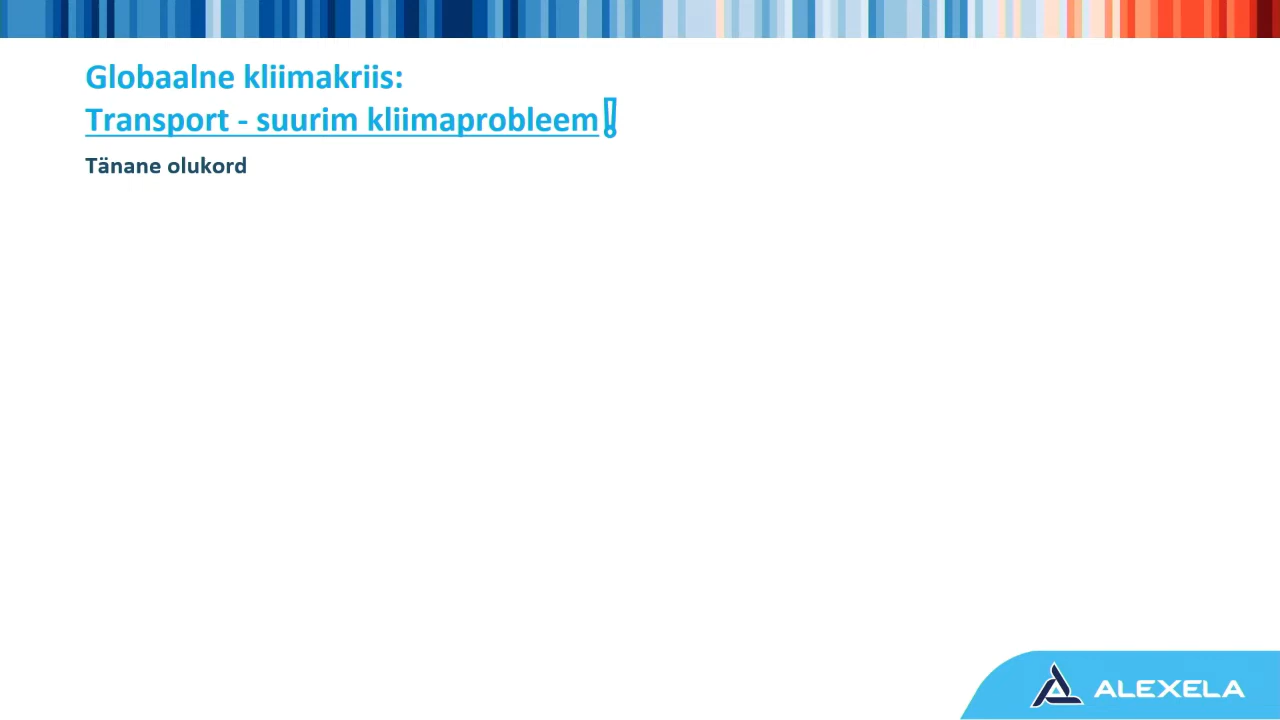 Globaalne kliimakriis:
Transport - suurim kliimaprobleem!
Tänane olukord
ALEXELA